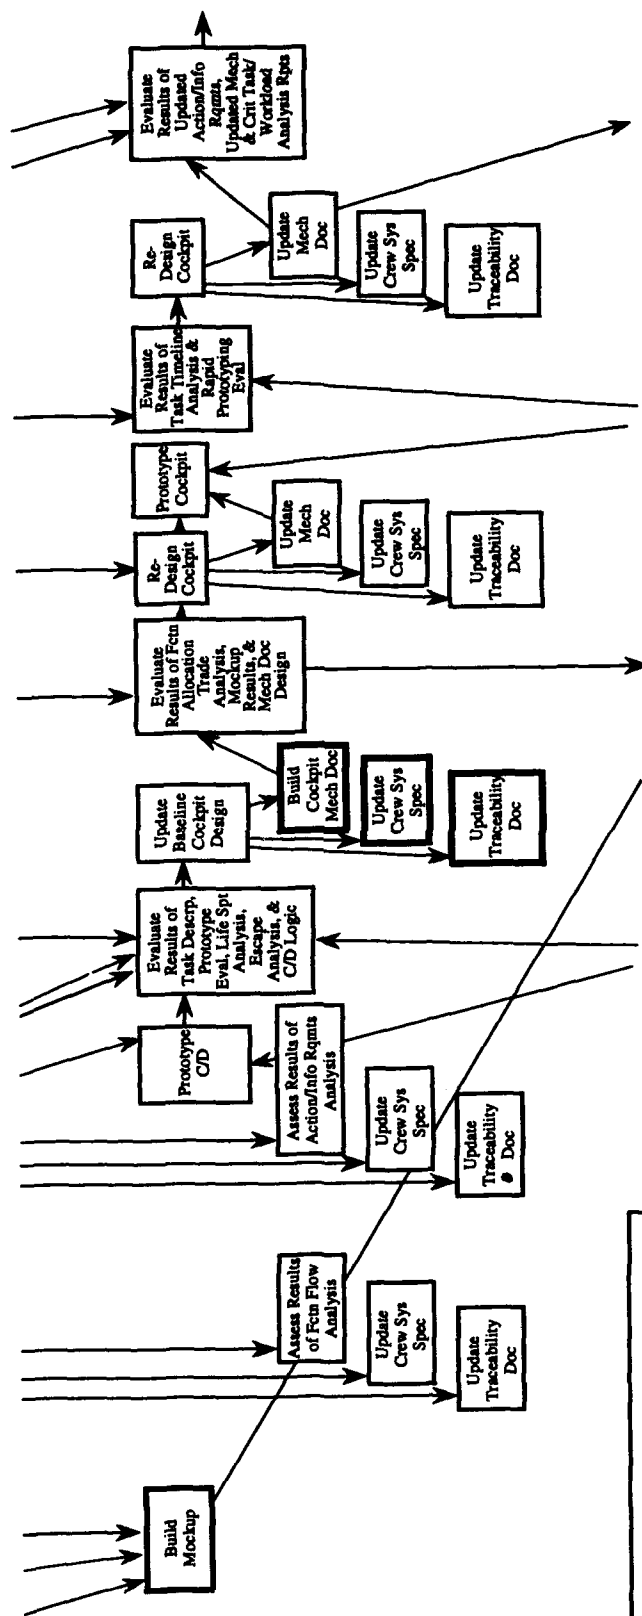 Build
Mockup
Assess Results
of Fctn Flow
Analysis
Update
Crew Sys
Spec
Update
Traceability
Doc
Prototype
C/D
Assess Results of
Action/Info Rqmts
Analysis
Update
Crew Sys
Spec
Update
Traceability
Doc
Evaluate
Results of
Task Descrp,
Prototype
Eval, Life Spt
Analysis,
Escape
Analysis, &
C/D Logic
Update
Baseline
Cockpit
Design
Build
Cockpit
Mech Doc
Update
Crew Sys
Spec
Update
Traceability
Doc
Evaluate
Results of Fctn
Allocation
Trade
Analysis,
Mockup
Results, &
Mech Doc
Design
Re-
Design
Cockpit
Update
Mech
Doc
Update
Crew Sys
Spec
Update
Traceability
Doc
Prototype
Cockpit
Evaluate
Results of
Task Timeline
Analysis &
Rapid
Prototyping
Eval
Re-
Design
Cockpit
Update
Mech
Doc
Update
Crew Sys
Spec
Update
Traceability
Doc
Evaluate
Results of
Updated
Action/Info
Rqmts,
Updated Mech
& Crit Task/
Workload
Analysis Rpts